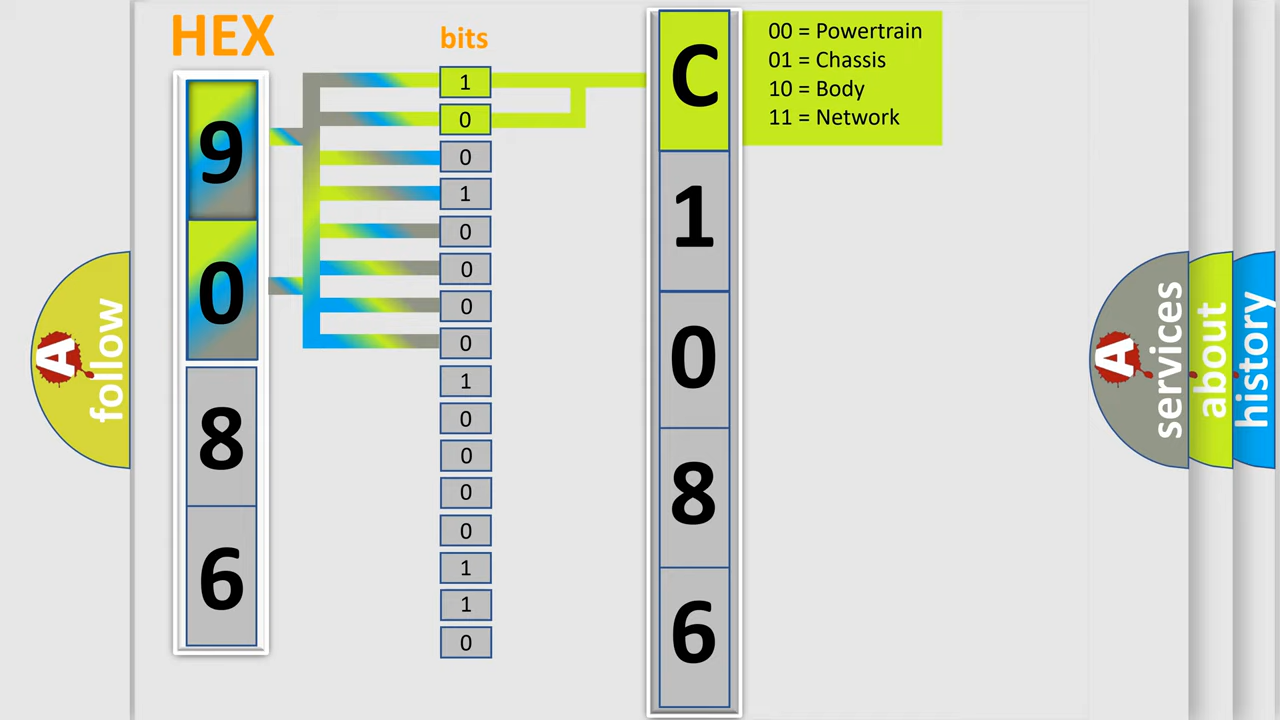 HEX
bits
9
0
8
6
1
0
0
1
0
0
0
0
1
0
0
0
0
1
1
0
C
1
0
8
6
00 = Powertrain
01 = Chassis
10 = Body
11 = Network
A
follow
A
services
about
history